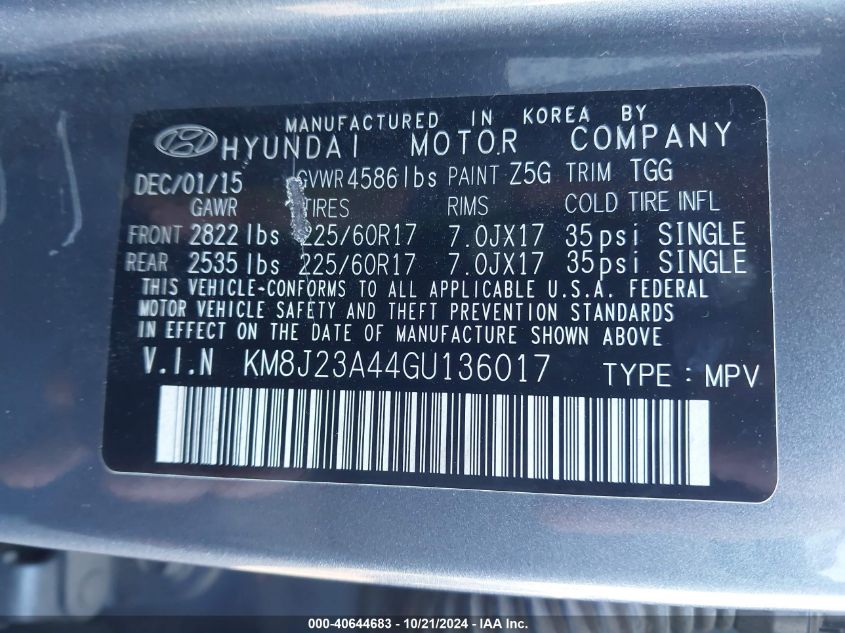 MANUFACTURED IN KOREA BY
HYUNDAI MOTOR COMPANY
DEC/01/15 GVWR 4586 lbs PAINT Z5G TRIM TGG
GAWR TIRES RIMS COLD TIRE INFL
FRONT 2822 lbs 225/60R17 7.0JX17 35psi SINGLE
REAR 2535 lbs 225/60R17 7.0JX17 35psi SINGLE
THIS VEHICLE-CONFORMS TO ALL APPLICABLE U.S.A. FEDERAL
MOTOR VEHICLE SAFETY AND THEFT PREVENTION STANDARDS
IN EFFECT ON THE DATE OF MANUFACTURE SHOWN ABOVE
V.I.N KM8J23A44GU136017 TYPE : MPV
000-40644683 - 10/21/2024 - IAA Inc.